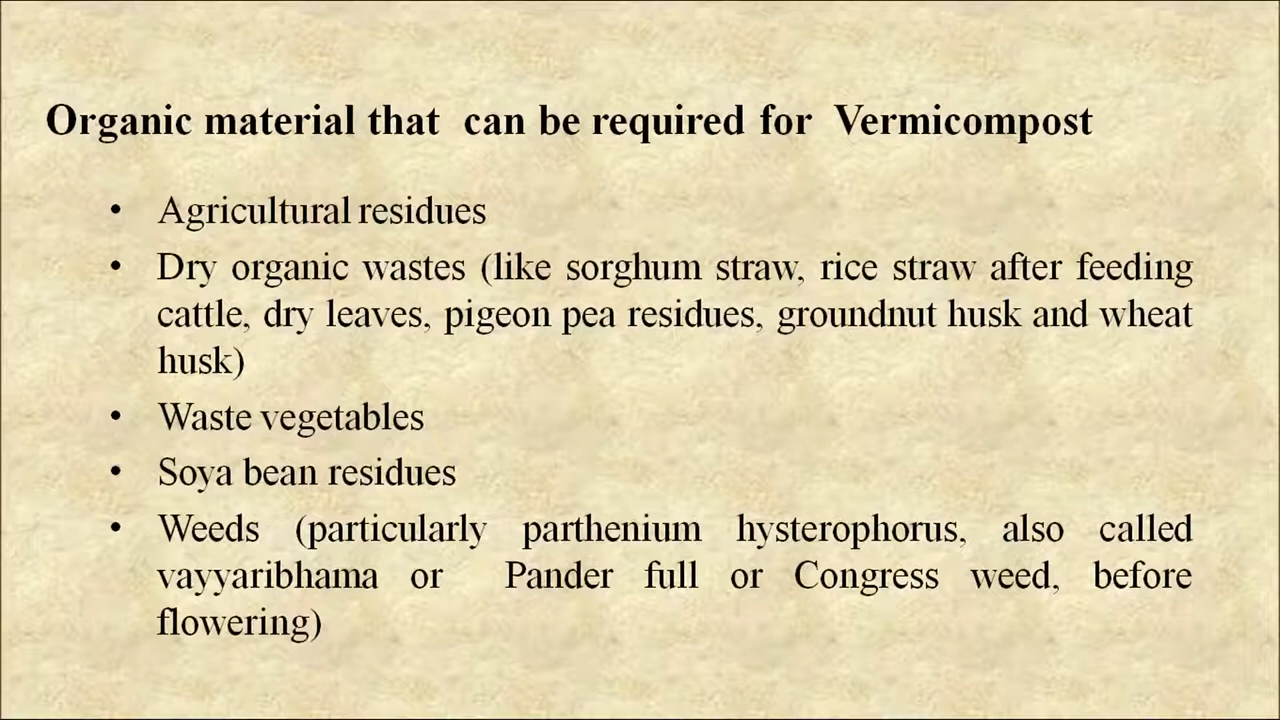 Organic material that can be required for Vermicompost
• Agricultural residues
• Dry organic wastes (like sorghum straw, rice straw after feeding
cattle, dry leaves, pigeon pea residues, groundnut husk and wheat
husk)
• Waste vegetables
• Soya bean residues
• Weeds (particularly parthenium hysterophorus, also called
vayyaribhama or Pander full or Congress weed, before
flowering)